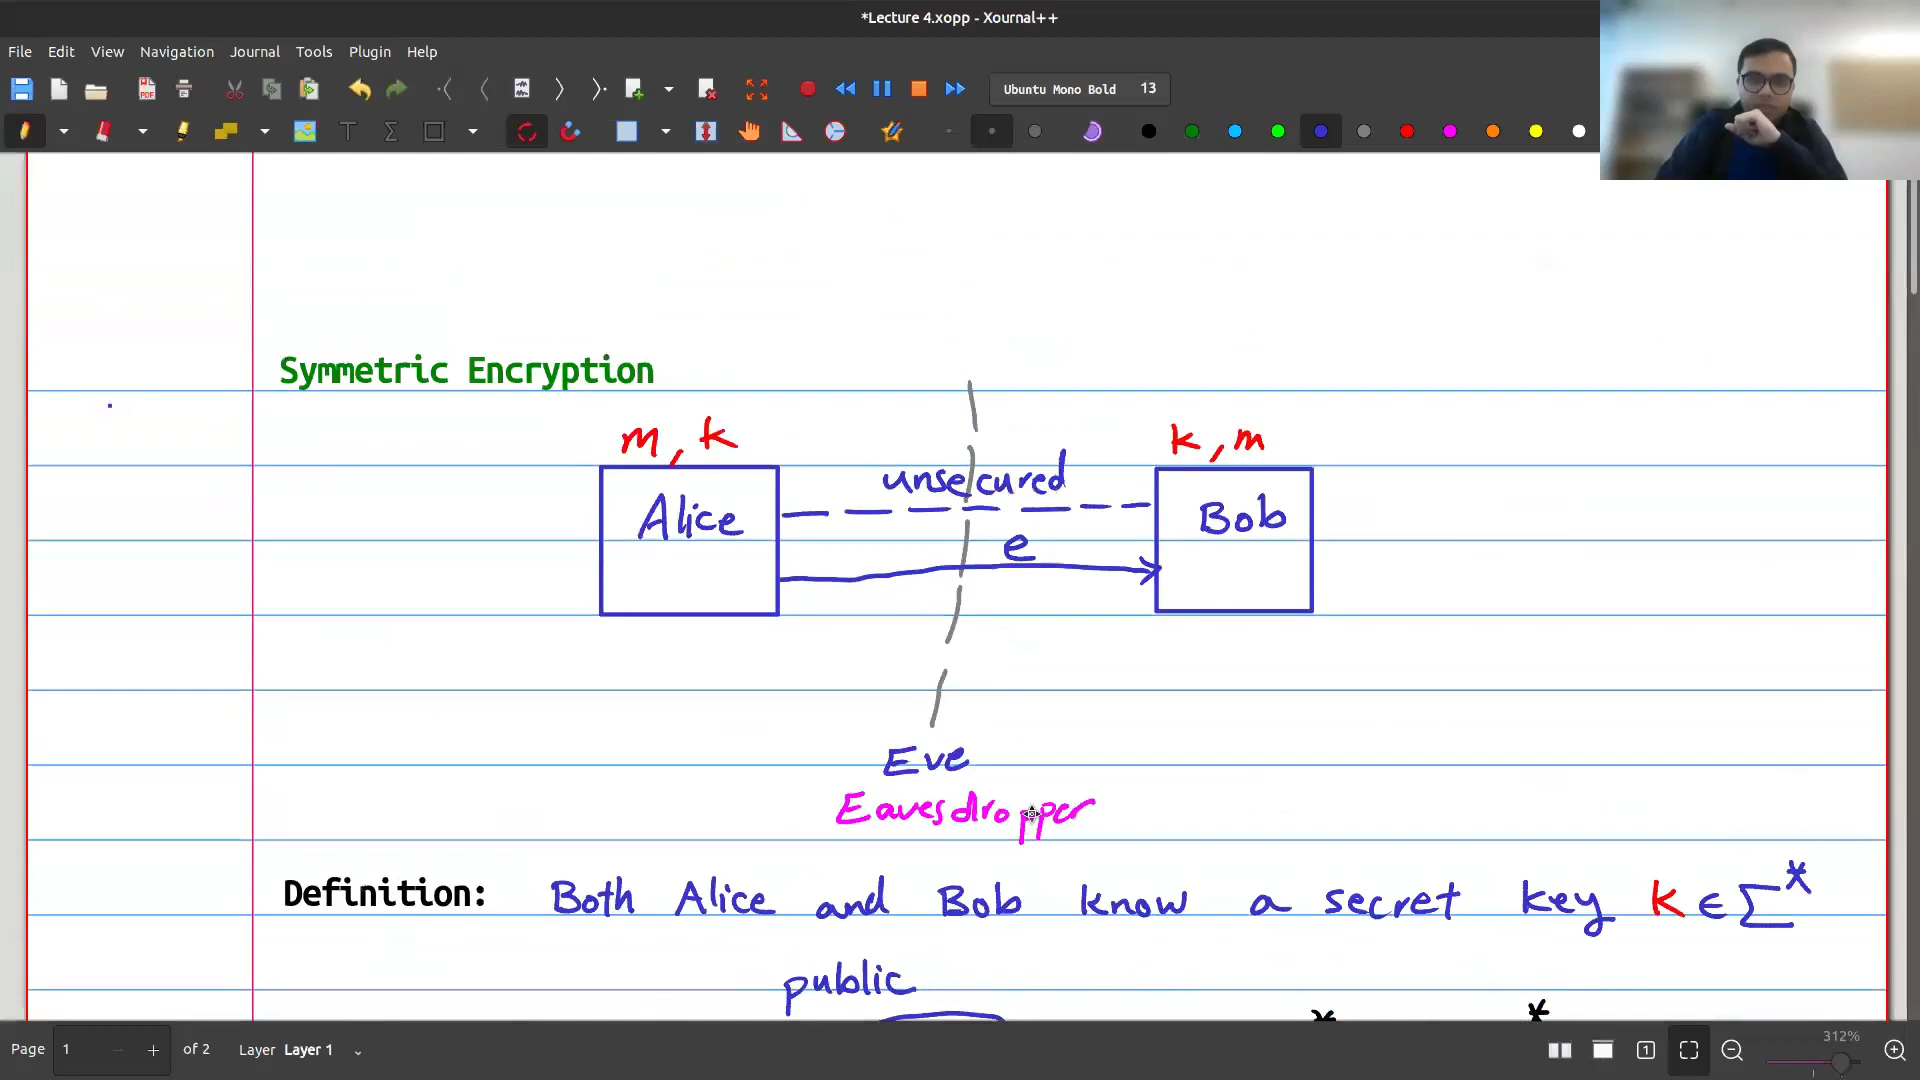 *Lecture 4.xopp - Xournal++
File Edit View Navigation Journal Tools Plugin Help
PDF Ubuntu Mono Bold 13
T Σ
Symmetric Encryption
m, k k, m
unsecured
Alice Bob
e
Eve
Eavesdropper
Definition: Both Alice and Bob know a secret key k ∈ Σ*
public
* *
312%
Page 1 of 2 Layer Layer 1 1